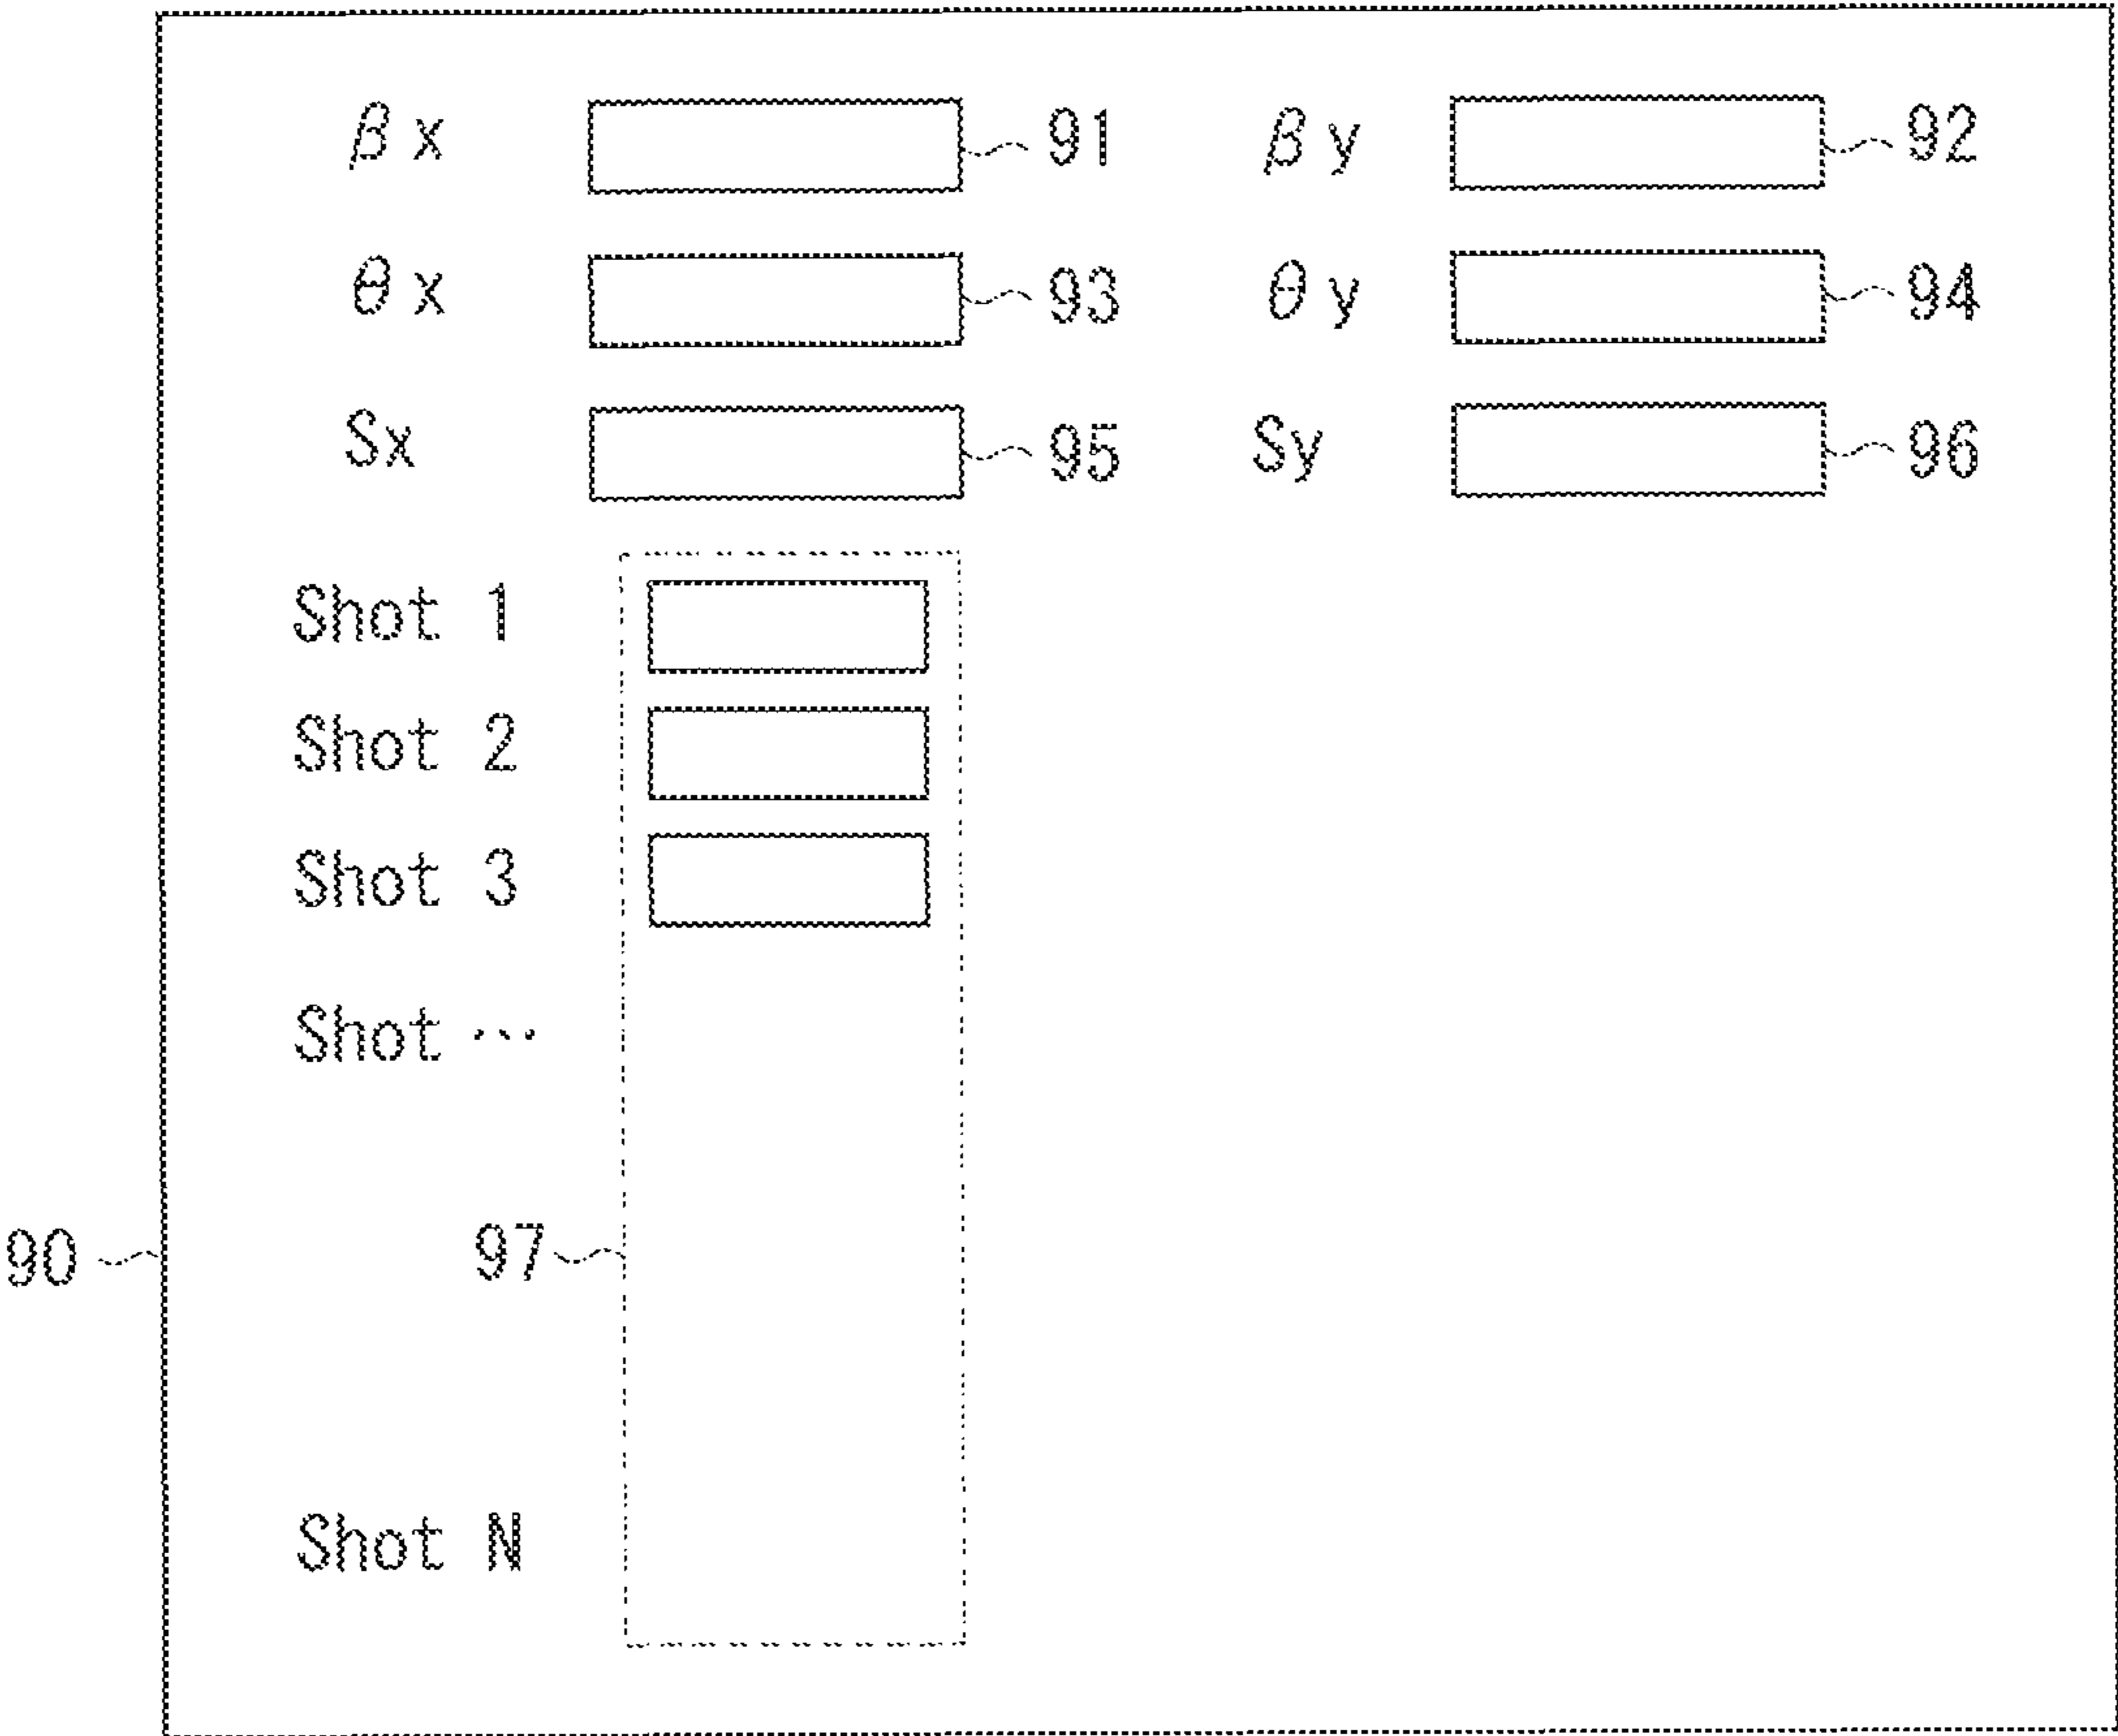 βx 91 βy 92
θx 93 θy 94
Sx 95 Sy 96
Shot 1
Shot 2
Shot 3
Shot ...
90 97
Shot N